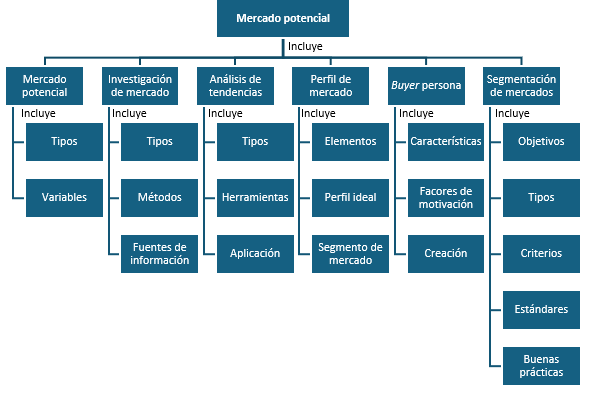 Mercado potencial
Incluye
Mercado
potencial
Investigación
de mercado
Análisis de
tendencias
Perfil de
mercado
Buyer persona
Segmentación
de mercados
Incluye
Incluye
Incluye
Incluye
Incluye
Incluye
Tipos
Tipos
Tipos
Elementos
Características
Objetivos
Variables
Métodos
Herramientas
Perfil ideal
Facores de
motivación
Tipos
Fuentes de
información
Aplicación
Segmento de
mercado
Creación
Criterios
Estándares
Buenas
prácticas